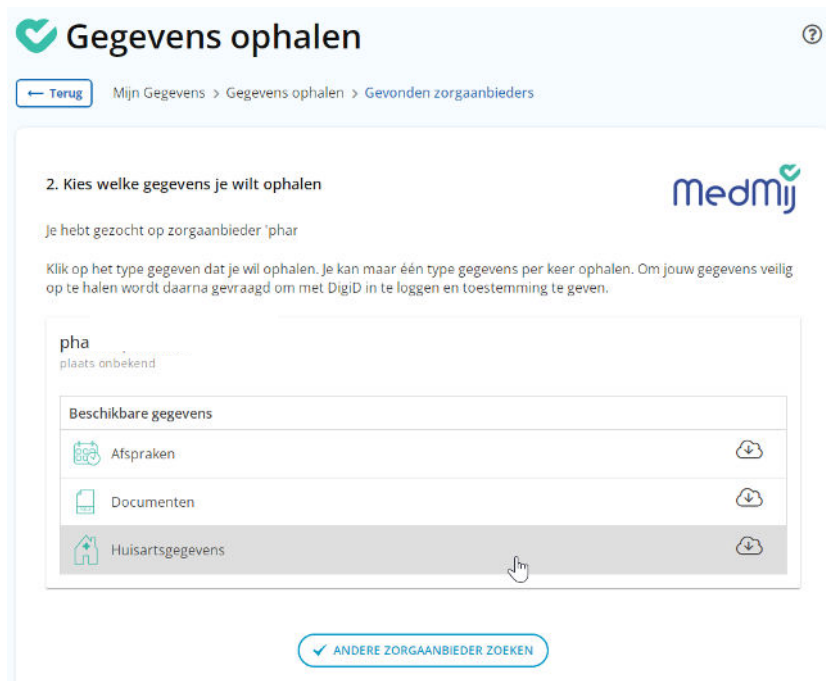 Gegevens ophalen
← Terug
Mijn Gegevens > Gegevens ophalen > Gevonden zorgaanbieders
2. Kies welke gegevens je wilt ophalen
MedMij
Je hebt gezocht op zorgaanbieder 'phar
Klik op het type gegeven dat je wil ophalen. Je kan maar één type gegevens per keer ophalen. Om jouw gegevens veilig
op te halen wordt daarna gevraagd om met DigiD in te loggen en toestemming te geven.
pha
plaats onbekend
Beschikbare gegevens
Afspraken
Documenten
Huisartsgegevens
ANDERE ZORGAANBIEDER ZOEKEN